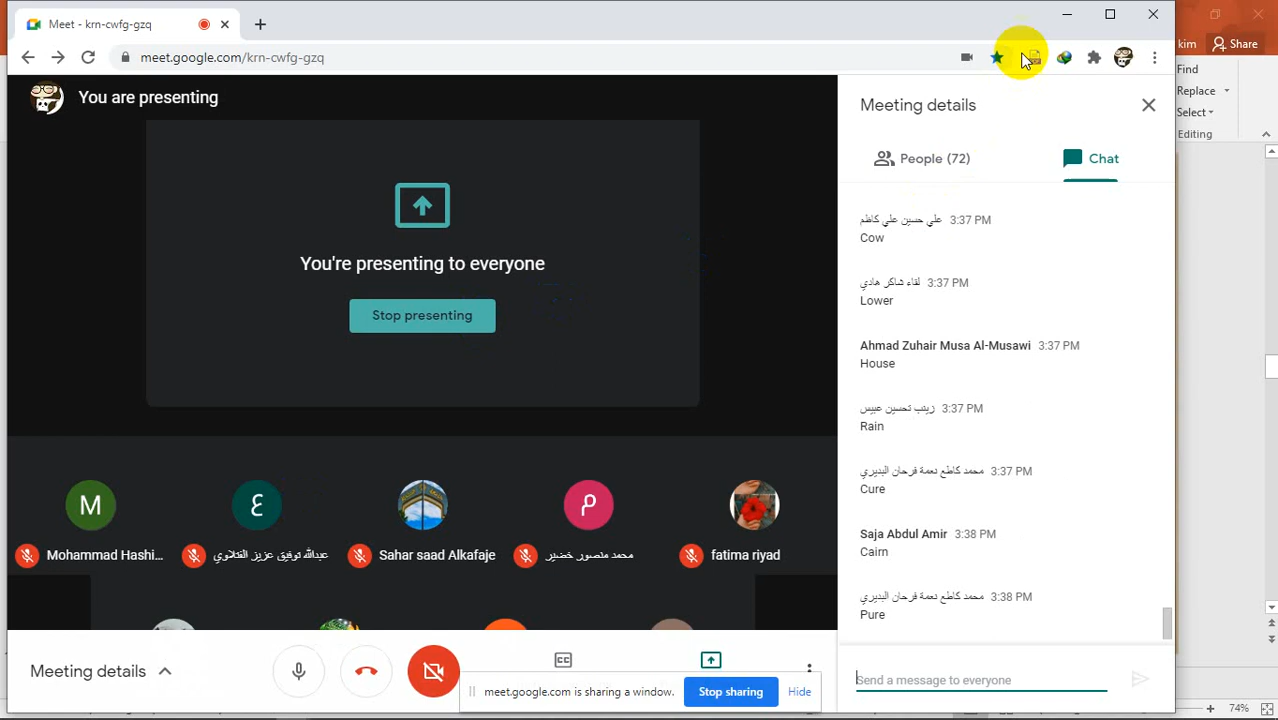 Meet - krn-cwfg-gzq
meet.google.com/krn-cwfg-gzq
kim
Share
Find
Replace
Select
Editing
You are presenting
You're presenting to everyone
Stop presenting
Meeting details
People (72)
Chat
علي حسين علي كاظم 3:37 PM
Cow
لقاء شاكر هادي 3:37 PM
Lower
Ahmad Zuhair Musa Al-Musawi 3:37 PM
House
زينب تحسين عبيس 3:37 PM
Rain
محمد كاطع نعمة فرحان البديري 3:37 PM
Cure
Saja Abdul Amir 3:38 PM
Cairn
محمد كاطع نعمة فرحان البديري 3:38 PM
Pure
M
ع
م
Mohammad Hashi...
عبدالله توفيق عزيز الفتلاوي
Sahar saad Alkafaje
محمد منصور خضير
fatima riyad
Meeting details
CC
meet.google.com is sharing a window.
Stop sharing
Hide
Send a message to everyone
74%